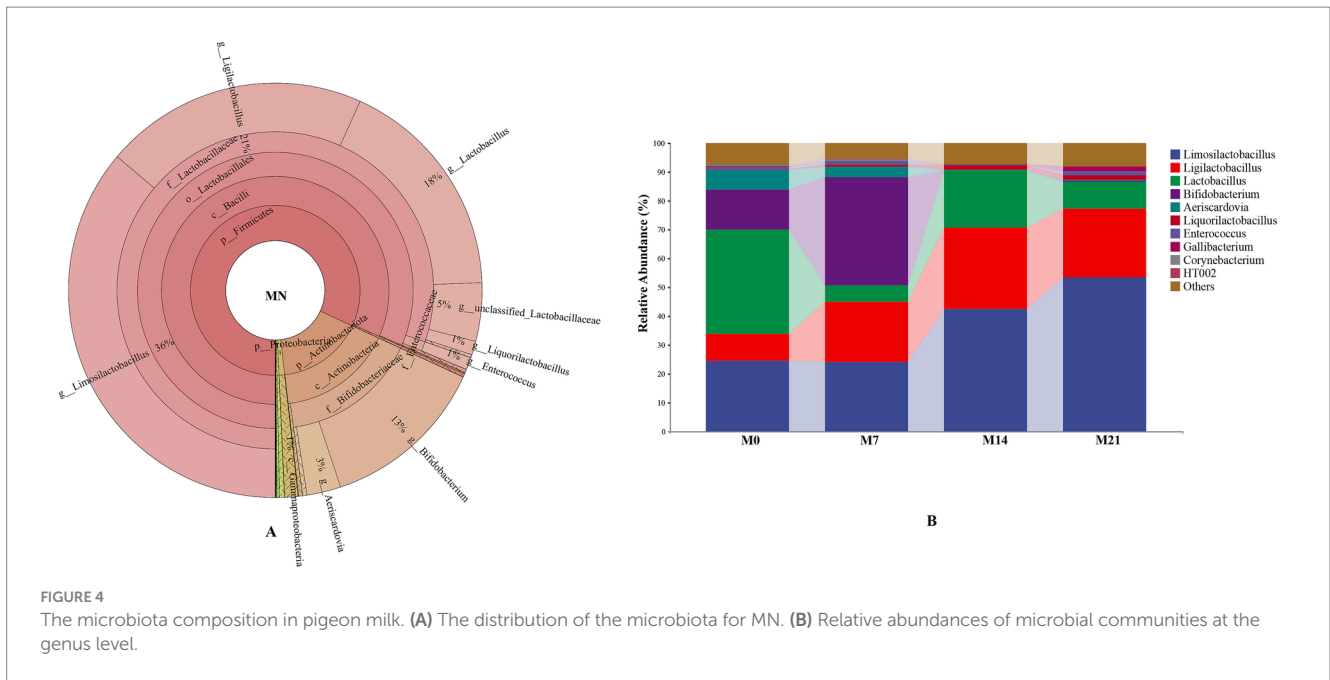 g__Ligilactobacillus
21%
g__Lactobacillus
18%
f__Lactobacillaceae
o__Lactobacillales
c__Bacilli
p__Firmicutes
MN
g__Limosilactobacillus
36%
5%
g__unclassified_Lactobacillaceae
1%
g__Liquorilactobacillus
1%
g__Enterococcus
f__Enterococcaceae
p__Proteobacteria
p__Actinobacteriota
c__Actinobacteria
f__Bifidobacteriaceae
13%
g__Bifidobacterium
3%
g__Aeriscardovia
1%
c__Gammaproteobacteria
A
Relative Abundance (%)
100
90
80
70
60
50
40
30
20
10
0
M0 M7 M14 M21
Limosilactobacillus
Ligilactobacillus
Lactobacillus
Bifidobacterium
Aeriscardovia
Liquorilactobacillus
Enterococcus
Gallibacterium
Corynebacterium
HT002
Others
B
FIGURE 4
The microbiota composition in pigeon milk. (A) The distribution of the microbiota for MN. (B) Relative abundances of microbial communities at the
genus level.